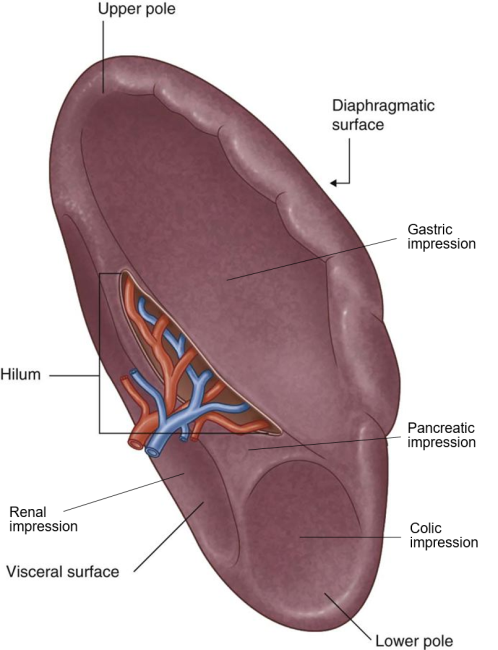 Upper pole
Diaphragmatic
surface
Gastric
impression
Hilum
Pancreatic
impression
Renal
impression
Colic
impression
Visceral surface
Lower pole